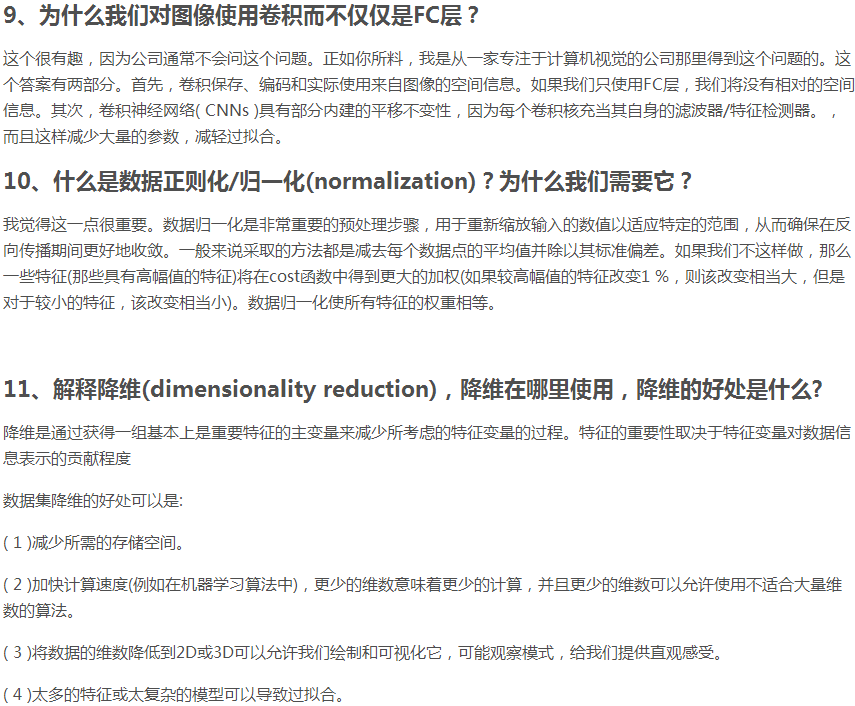 9、为什么我们对图像使用卷积而不仅仅是FC层？
这个很有趣，因为公司通常不会问这个问题。正如你所料，我是从一家专注于计算机视觉的公司那里得到这个问题的。这
个答案有两部分。首先，卷积保存、编码和实际使用来自图像的空间信息。如果我们只使用FC层，我们将没有相对的空间
信息。其次，卷积神经网络( CNNs )具有部分内建的平移不变性，因为每个卷积核充当其自身的滤波器/特征检测器。，
而且这样减少大量的参数，减轻过拟合。
10、什么是数据正则化/归一化(normalization)？为什么我们需要它？
我觉得这一点很重要。数据归一化是非常重要的预处理步骤，用于重新缩放输入的数值以适应特定的范围，从而确保在反
向传播期间更好地收敛。一般来说采取的方法都是减去每个数据点的平均值并除以其标准偏差。如果我们不这样做，那么
一些特征(那些具有高幅值的特征)将在cost函数中得到更大的加权(如果较高幅值的特征改变1 %，则该改变相当大，但是
对于较小的特征，该改变相当小)。数据归一化使所有特征的权重相等。
11、解释降维(dimensionality reduction)，降维在哪里使用，降维的好处是什么?
降维是通过获得一组基本上是重要特征的主变量来减少所考虑的特征变量的过程。特征的重要性取决于特征变量对数据信
息表示的贡献程度
数据集降维的好处可以是:
( 1 )减少所需的存储空间。
( 2 )加快计算速度(例如在机器学习算法中)，更少的维数意味着更少的计算，并且更少的维数可以允许使用不适合大量维
数的算法。
( 3 )将数据的维数降低到2D或3D可以允许我们绘制和可视化它，可能观察模式，给我们提供直观感受。
( 4 )太多的特征或太复杂的模型可以导致过拟合。